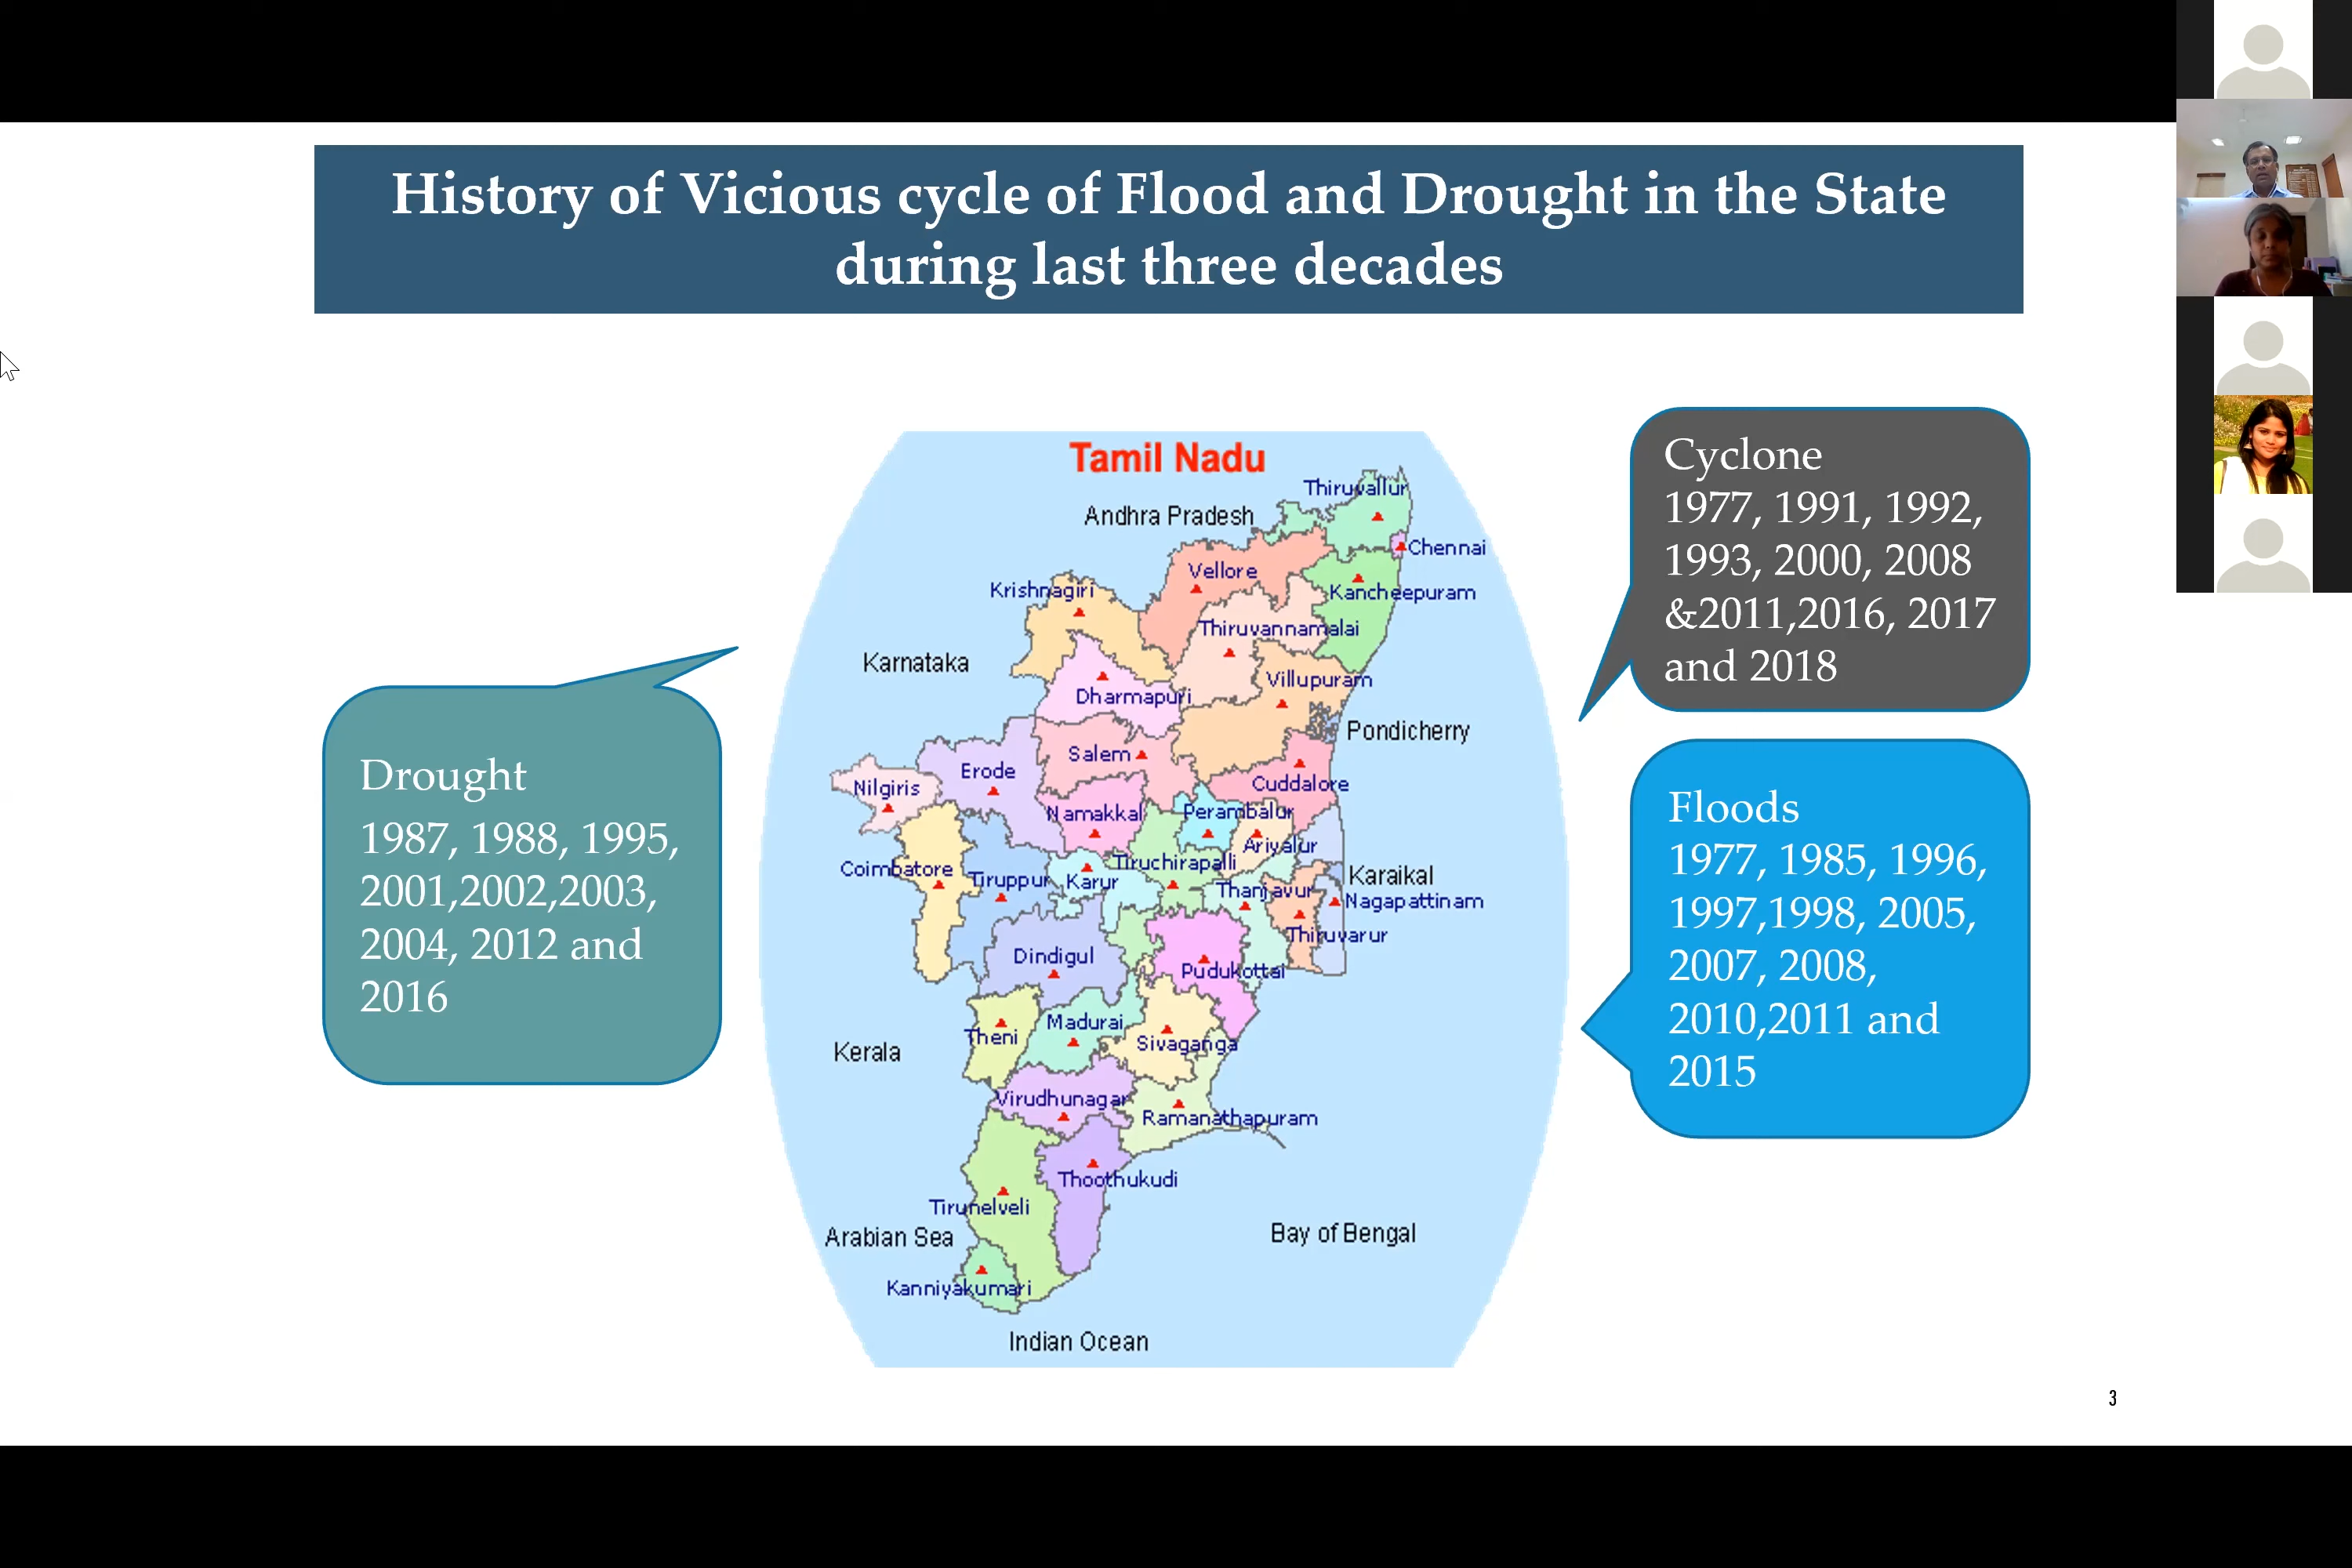 History of Vicious cycle of Flood and Drought in the State
during last three decades
Drought
1987, 1988, 1995,
2001,2002,2003,
2004, 2012 and
2016
Tamil Nadu
Thiruvallur
Andhra Pradesh
Chennai
Vellore
Krishnagiri
Kancheepuram
Thiruvannamalai
Karnataka
Villupuram
Dharmapuri
Pondicherry
Salem
Erode
Cuddalore
Nilgiris
Namakkal
Perambalur
Ariyalur
Tiruchirapalli
Coimbatore
Karaikal
Tiruppur
Karur
Thanjavur
Nagapattinam
Thiruvarur
Dindigul
Pudukottai
Madurai
Theni
Sivaganga
Kerala
Virudhunagar
Ramanathapuram
Thoothukudi
Tirunelveli
Arabian Sea
Bay of Bengal
Kanniyakumari
Indian Ocean
Cyclone
1977, 1991, 1992,
1993, 2000, 2008
&2011,2016, 2017
and 2018
Floods
1977, 1985, 1996,
1997,1998, 2005,
2007, 2008,
2010,2011 and
2015
3